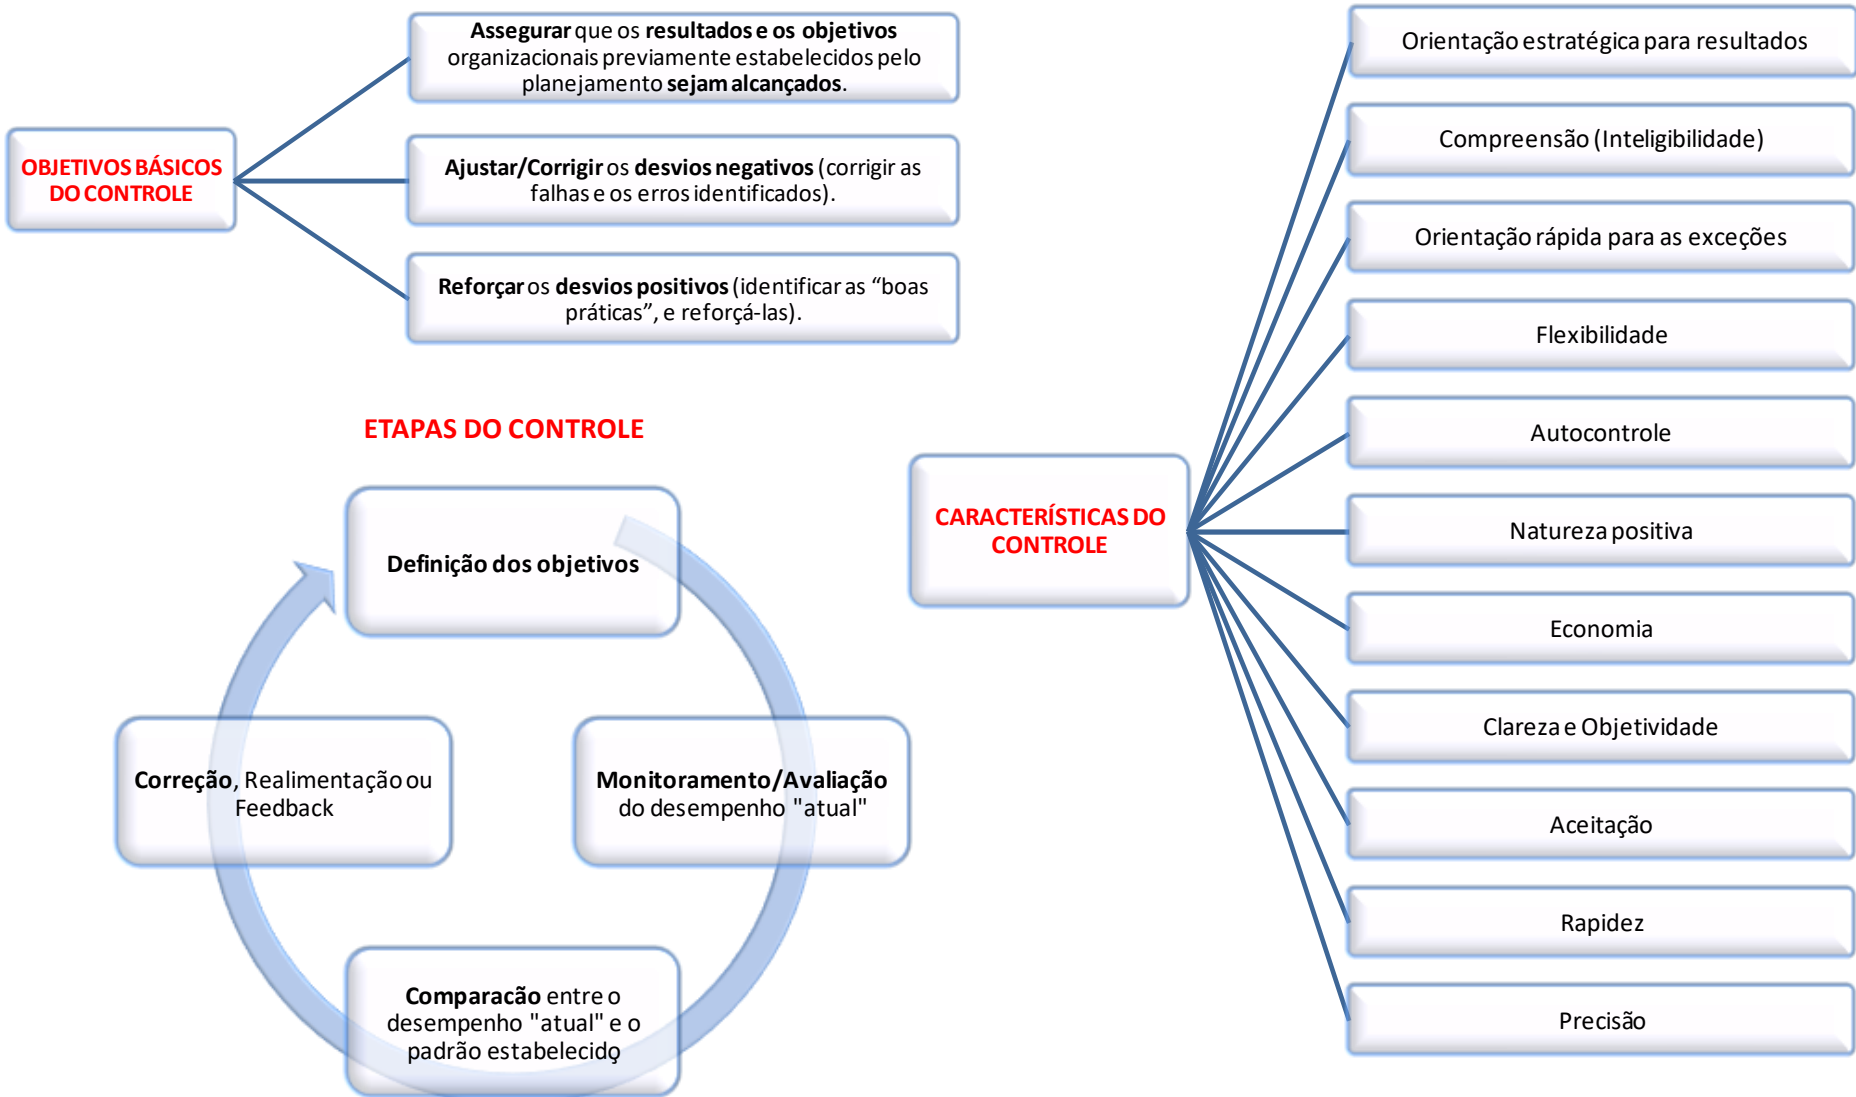 OBJETIVOS BÁSICOS
DO CONTROLE
Assegurar que os resultados e os objetivos
organizacionais previamente estabelecidos pelo
planejamento sejam alcançados.
Ajustar/Corrigir os desvios negativos (corrigir as
falhas e os erros identificados).
Reforçar os desvios positivos (identificar as “boas
práticas”, e reforçá-las).
ETAPAS DO CONTROLE
Definição dos objetivos
Monitoramento/Avaliação
do desempenho "atual"
Comparacão entre o
desempenho "atual" e o
padrão estabelecido
Correção, Realimentação ou
Feedback
CARACTERÍSTICAS DO
CONTROLE
Orientação estratégica para resultados
Compreensão (Inteligibilidade)
Orientação rápida para as exceções
Flexibilidade
Autocontrole
Natureza positiva
Economia
Clareza e Objetividade
Aceitação
Rapidez
Precisão